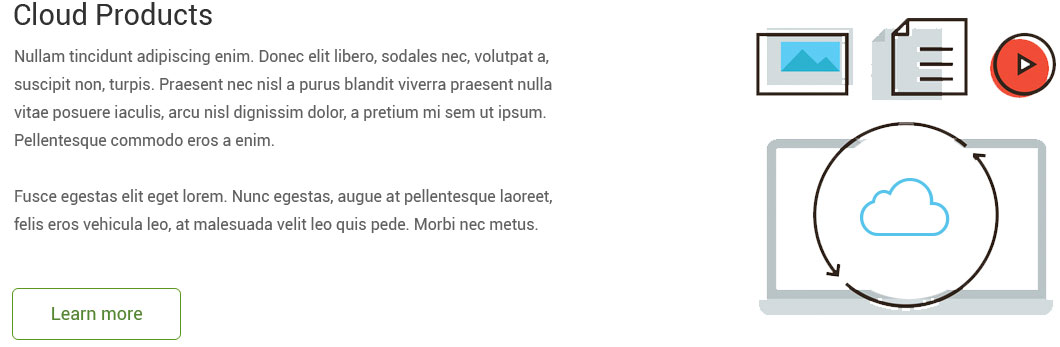 Cloud Products
Nullam tincidunt adipiscing enim. Donec elit libero, sodales nec, volutpat a,
suscipit non, turpis. Praesent nec nisl a purus blandit viverra praesent nulla
vitae posuere iaculis, arcu nisl dignissim dolor, a pretium mi sem ut ipsum.
Pellentesque commodo eros a enim.
Fusce egestas elit eget lorem. Nunc egestas, augue at pellentesque laoreet,
felis eros vehicula leo, at malesuada velit leo quis pede. Morbi nec metus.
Learn more